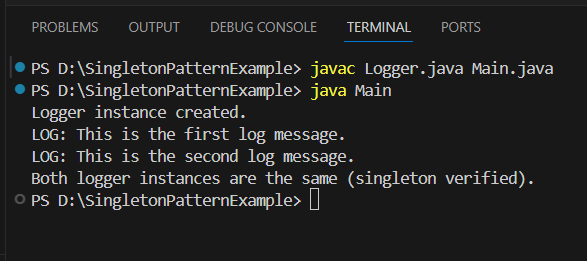 PROBLEMS OUTPUT DEBUG CONSOLE TERMINAL PORTS
PS D:\SingletonPatternExample> javac Logger.java Main.java
PS D:\SingletonPatternExample> java Main
Logger instance created.
LOG: This is the first log message.
LOG: This is the second log message.
Both logger instances are the same (singleton verified).
PS D:\SingletonPatternExample>